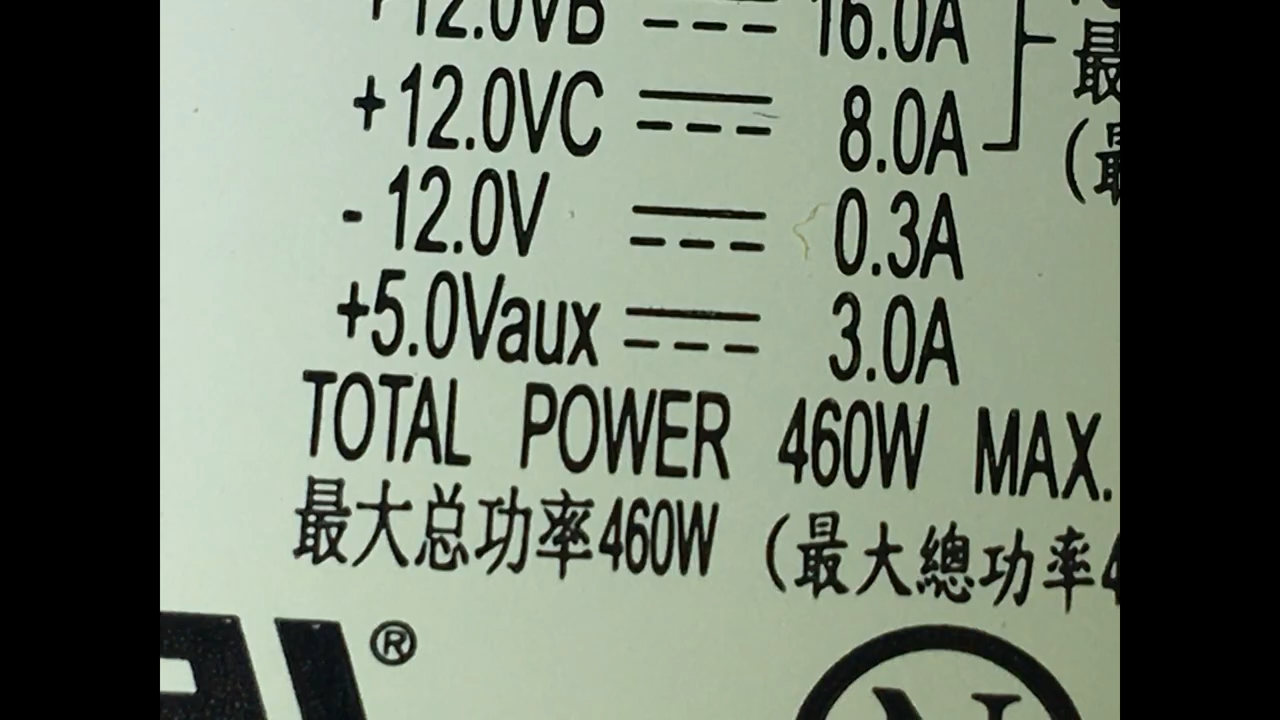 +12.0VB ⎓ 16.0A
+12.0VC ⎓ 8.0A
最
- 12.0V ⎓ 0.3A
+5.0Vaux ⎓ 3.0A
TOTAL POWER 460W MAX.
最大总功率460W (最大總功率4
®
N